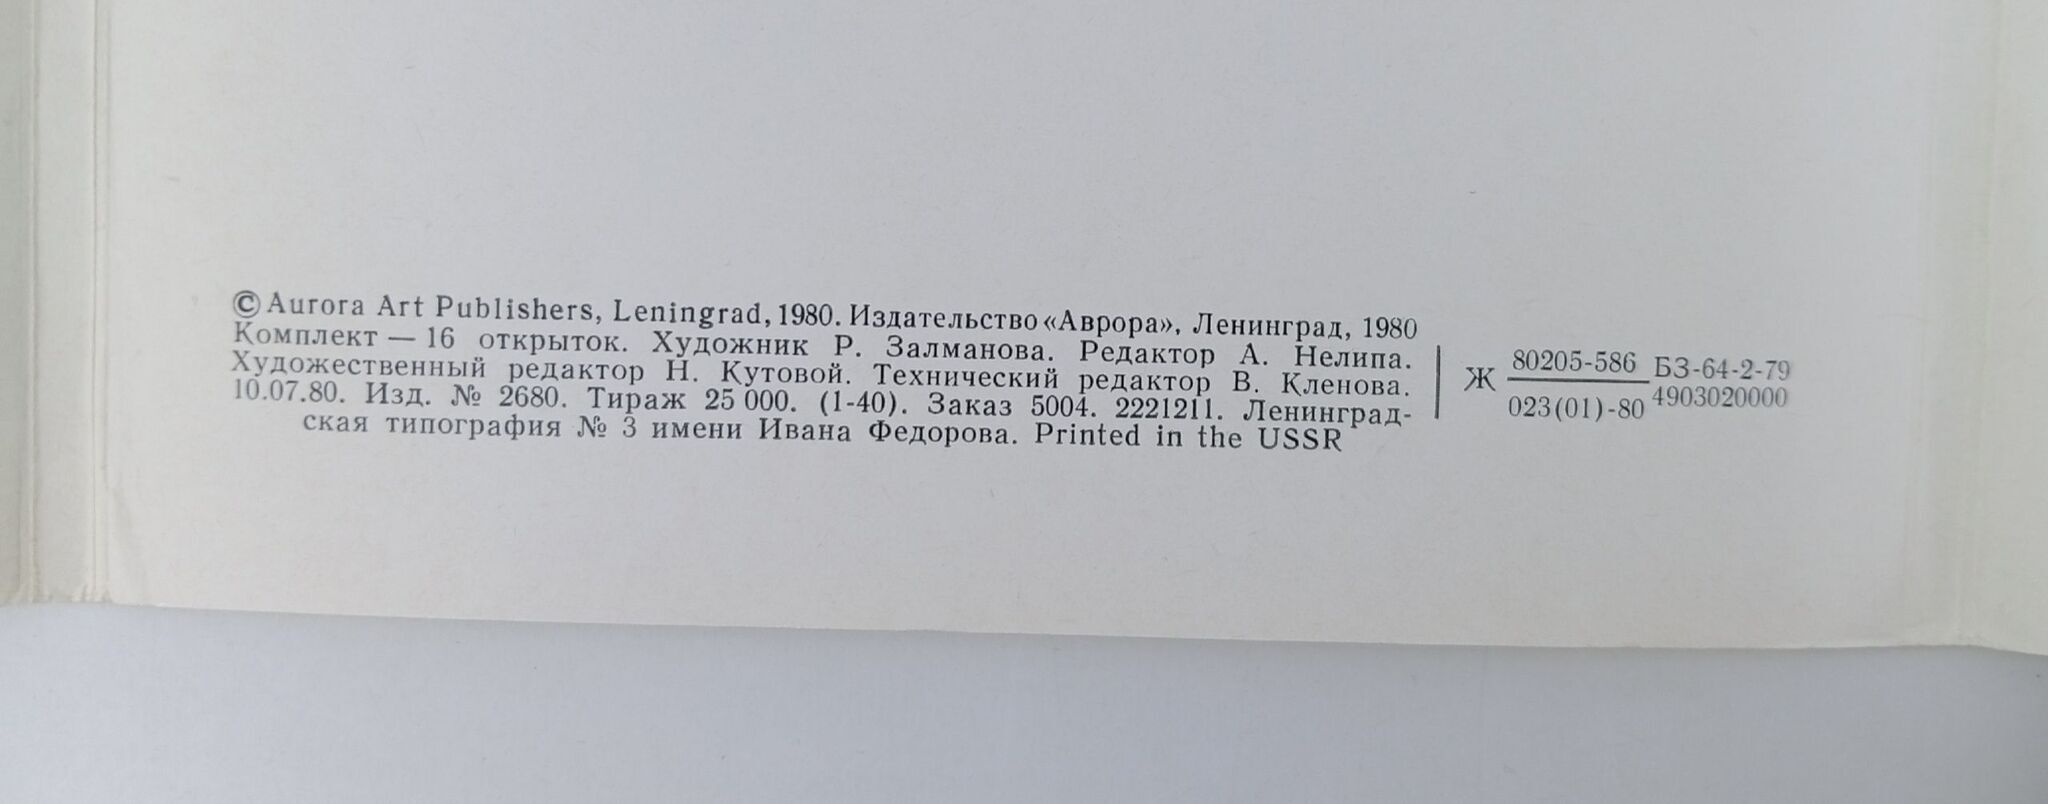 © Aurora Art Publishers, Leningrad, 1980. Издательство «Аврора», Ленинград, 1980
Комплект — 16 открыток. Художник Р. Залманова. Редактор А. Нелипа.
Художественный редактор Н. Кутовой. Технический редактор В. Кленова.
10.07.80. Изд. № 2680. Тираж 25 000. (1-40). Заказ 5004. 2221211. Ленинград-
ская типография № 3 имени Ивана Федорова. Printed in the USSR
Ж 80205-586 БЗ-64-2-79
023(01)-80 4903020000